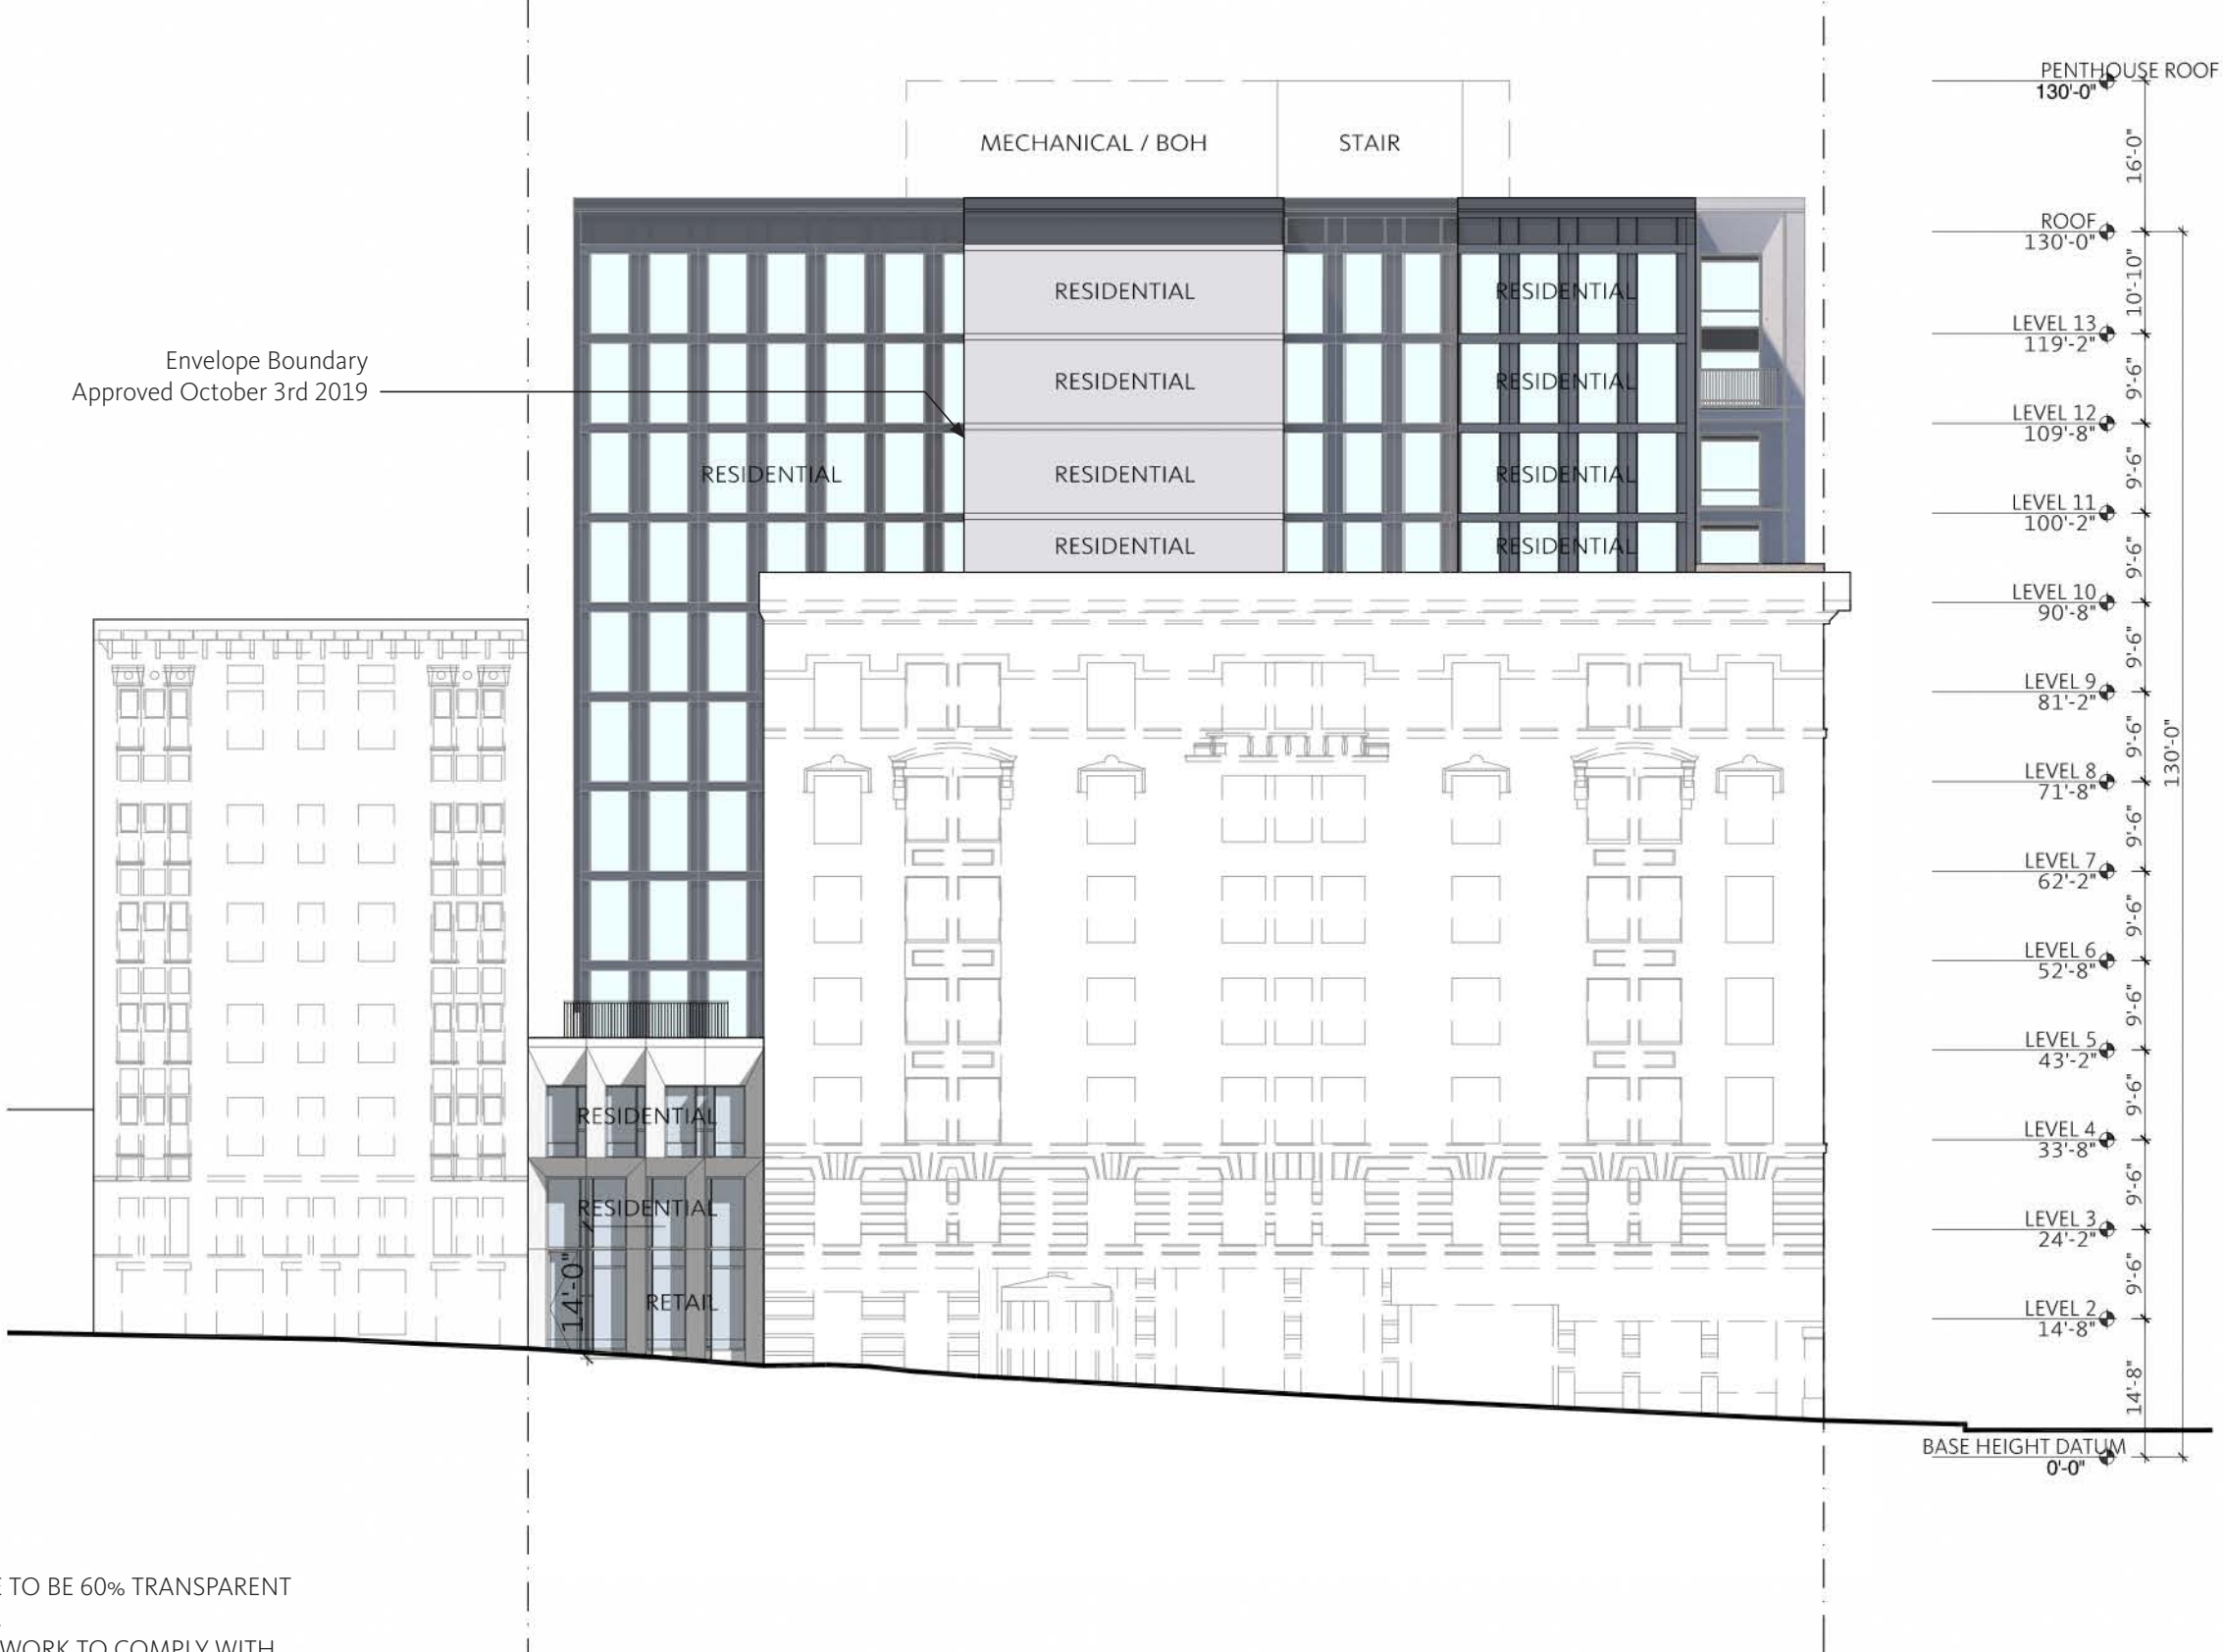 PENTHOUSE ROOF
130'-0"
16'-0"
MECHANICAL / BOH
STAIR
ROOF
130'-0"
10'-10"
RESIDENTIAL
RESIDENTIAL
LEVEL 13
119'-2"
9'-6"
Envelope Boundary
Approved October 3rd 2019
RESIDENTIAL
RESIDENTIAL
LEVEL 12
109'-8"
9'-6"
RESIDENTIAL
RESIDENTIAL
RESIDENTIAL
LEVEL 11
100'-2"
9'-6"
RESIDENTIAL
RESIDENTIAL
LEVEL 10
90'-8"
9'-6"
LEVEL 9
81'-2"
9'-6"
130'-0"
LEVEL 8
71'-8"
9'-6"
LEVEL 7
62'-2"
9'-6"
LEVEL 6
52'-8"
9'-6"
LEVEL 5
43'-2"
9'-6"
RESIDENTIAL
LEVEL 4
33'-8"
9'-6"
RESIDENTIAL
LEVEL 3
24'-2"
9'-6"
14'-0"
RETAIL
LEVEL 2
14'-8"
14'-8"
BASE HEIGHT DATUM
0'-0"
TO BE 60% TRANSPARENT
WORK TO COMPLY WITH